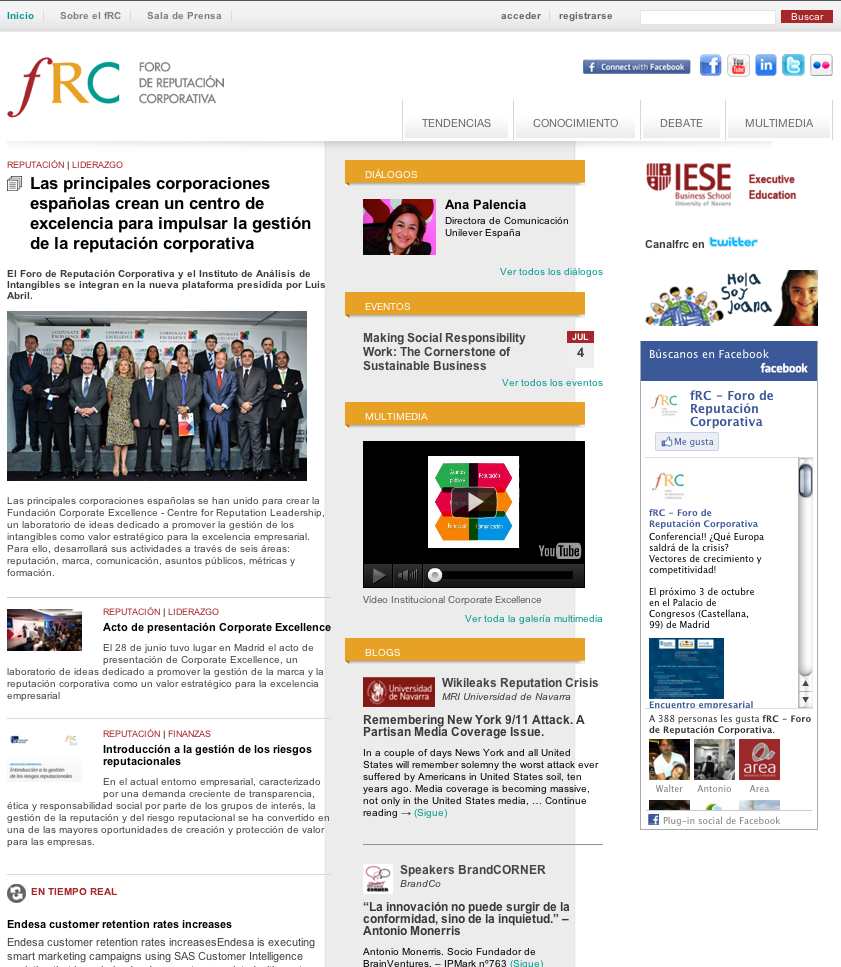 Inicio
Sobre el fRC
Sala de Prensa
acceder
registrarse
Buscar
fRC
FORO
DE REPUTACIÓN
CORPORATIVA
Connect with Facebook
You
Tube
in
TENDENCIAS
CONOCIMIENTO
DEBATE
MULTIMEDIA
REPUTACIÓN | LIDERAZGO
Las principales corporaciones
españolas crean un centro de
excelencia para impulsar la gestión
de la reputación corporativa
El Foro de Reputación Corporativa y el Instituto de Análisis de
Intangibles se integran en la nueva plataforma presidida por Luis
Abril.
Las principales corporaciones españolas se han unido para crear la
Fundación Corporate Excellence - Centre for Reputation Leadership,
un laboratorio de ideas dedicado a promover la gestión de los
intangibles como valor estratégico para la excelencia empresarial.
Para ello, desarrollará sus actividades a través de seis áreas:
reputación, marca, comunicación, asuntos públicos, métricas y
formación.
REPUTACIÓN | LIDERAZGO
Acto de presentación Corporate Excellence
El 28 de junio tuvo lugar en Madrid el acto de
presentación de Corporate Excellence, un
laboratorio de ideas dedicado a promover la gestión de la marca y la
reputación corporativa como un valor estratégico para la excelencia
empresarial
REPUTACIÓN | FINANZAS
Introducción a la gestión de los riesgos
reputacionales
Introducción a la gestión
de los riesgos reputacionales
En el actual entorno empresarial, caracterizado
por una demanda creciente de transparencia,
ética y responsabilidad social por parte de los grupos de interés, la
gestión de la reputación y del riesgo reputacional se ha convertido en
una de las mayores oportunidades de creación y protección de valor
para las empresas.
EN TIEMPO REAL
Endesa customer retention rates increases
Endesa customer retention rates increasesEndesa is executing
smart marketing campaigns using SAS Customer Intelligence
DIÁLOGOS
Ana Palencia
Directora de Comunicación
Unilever España
Ver todos los diálogos
EVENTOS
Making Social Responsibility
Work: The Cornerstone of
Sustainable Business
JUL
4
Ver todos los eventos
MULTIMEDIA
Asuntos
públicos
Reputación
Formación
Comunicación
YouTube
Vídeo Institucional Corporate Excellence
Ver toda la galería multimedia
BLOGS
Universidad
de Navarra
Wikileaks Reputation Crisis
MRI Universidad de Navarra
Remembering New York 9/11 Attack. A
Partisan Media Coverage Issue.
In a couple of days News York and all United
States will remember solemny the worst attack ever
suffered by Americans in United States soil, ten
years ago. Media coverage is becoming massive,
not only in the United States media, … Continue
reading → (Sigue)
CORNER
Speakers BrandCORNER
BrandCo
“La innovación no puede surgir de la
conformidad, sino de la inquietud.” –
Antonio Monerris
Antonio Monerris. Socio Fundador de
BrainVentures. – IPMark nº763 (Sigue)
IESE
Business School
University of Navarra
Executive
Education
Canalfrc en twitter
Hola
Soy
Joana
Búscanos en Facebook
facebook
fRC
fRC - Foro de
Reputación
Corporativa
Me gusta
fRC
fRC - Foro de
Reputación Corporativa
Conferencia!! ¿Qué Europa
saldrá de la crisis?
Vectores de crecimiento y
competitividad!
El próximo 3 de octubre
en el Palacio de
Congresos (Castellana,
99) de Madrid
Encuentro empresarial
A 388 personas les gusta fRC - Foro
de Reputación Corporativa.
area
Walter
Antonio
Area
Plug-in social de Facebook